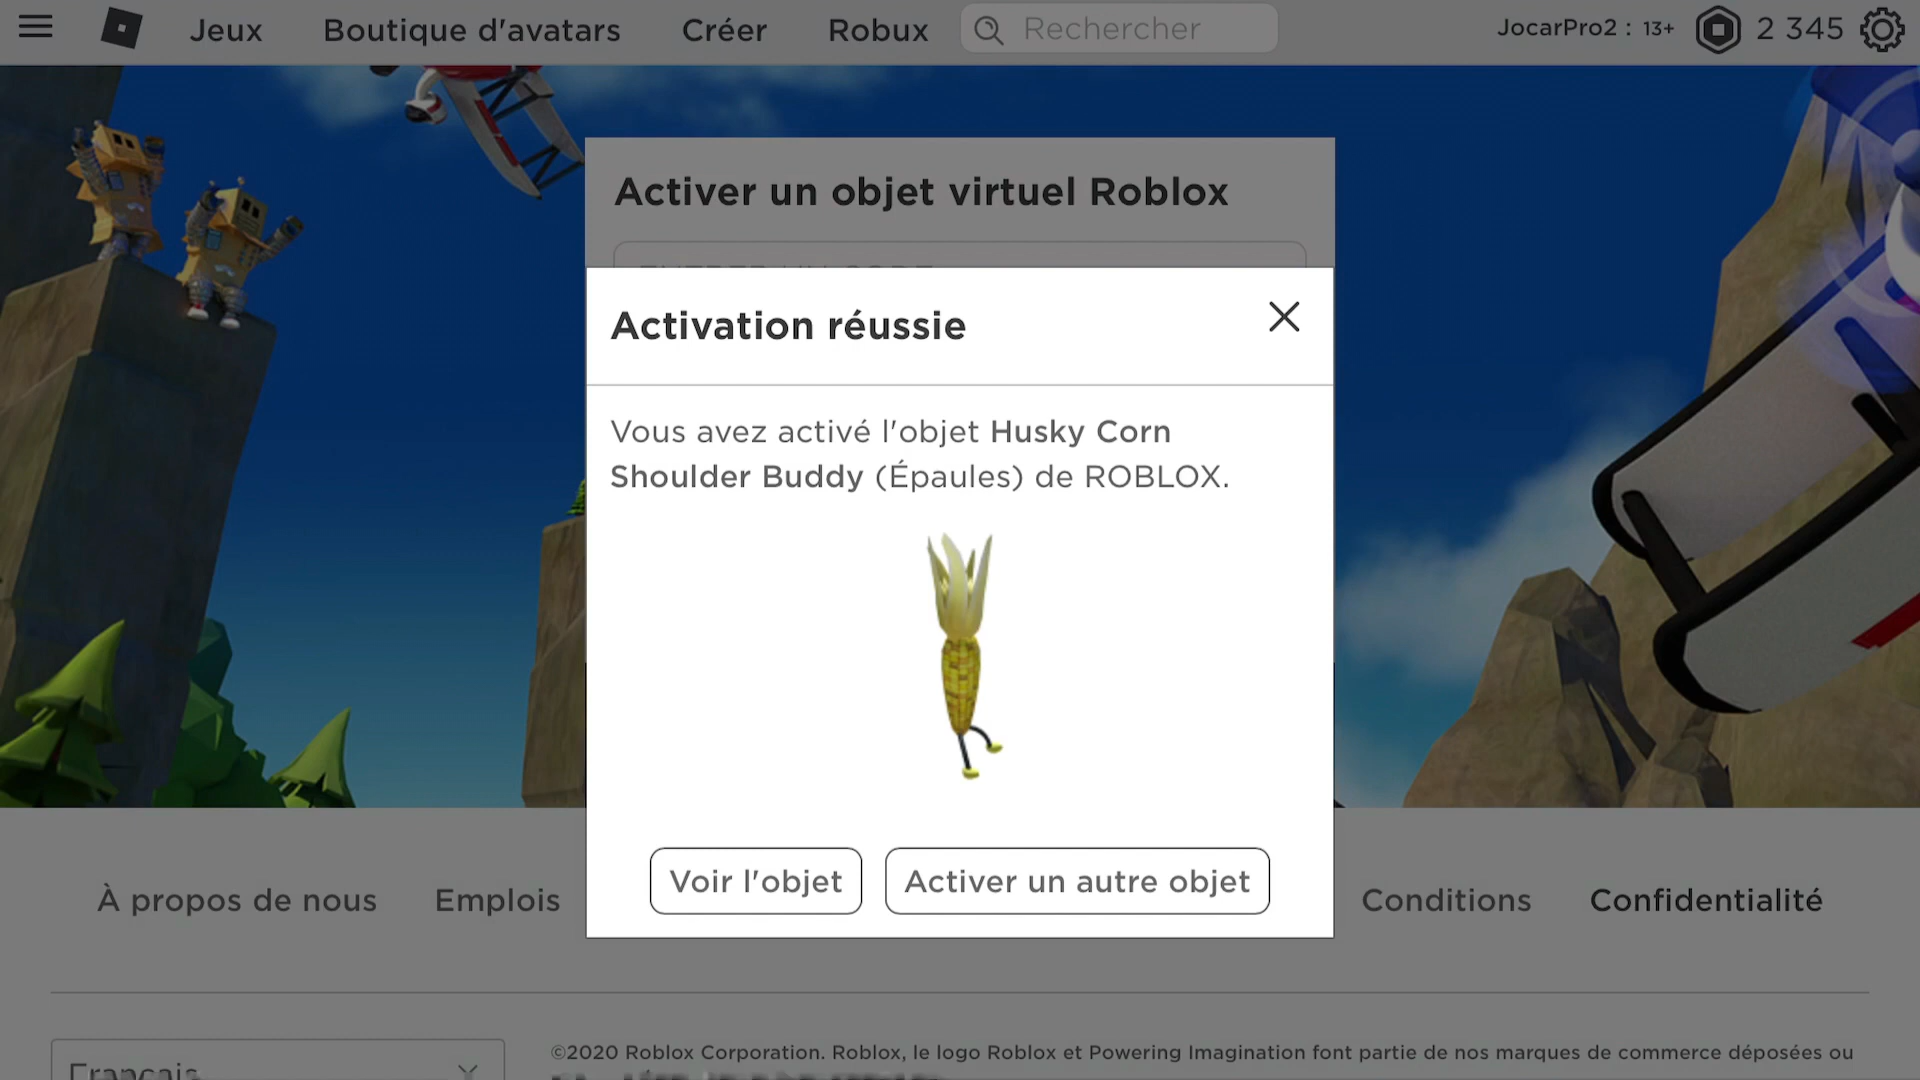 Jeux Boutique d'avatars Créer Robux Rechercher JocarPro2 : 13+ 2 345
Activer un objet virtuel Roblox
Activation réussie
Vous avez activé l'objet Husky Corn
Shoulder Buddy (Épaules) de ROBLOX.
Voir l'objet Activer un autre objet
À propos de nous Emplois Conditions Confidentialité
Français
©2020 Roblox Corporation. Roblox, le logo Roblox et Powering Imagination font partie de nos marques de commerce déposées ou